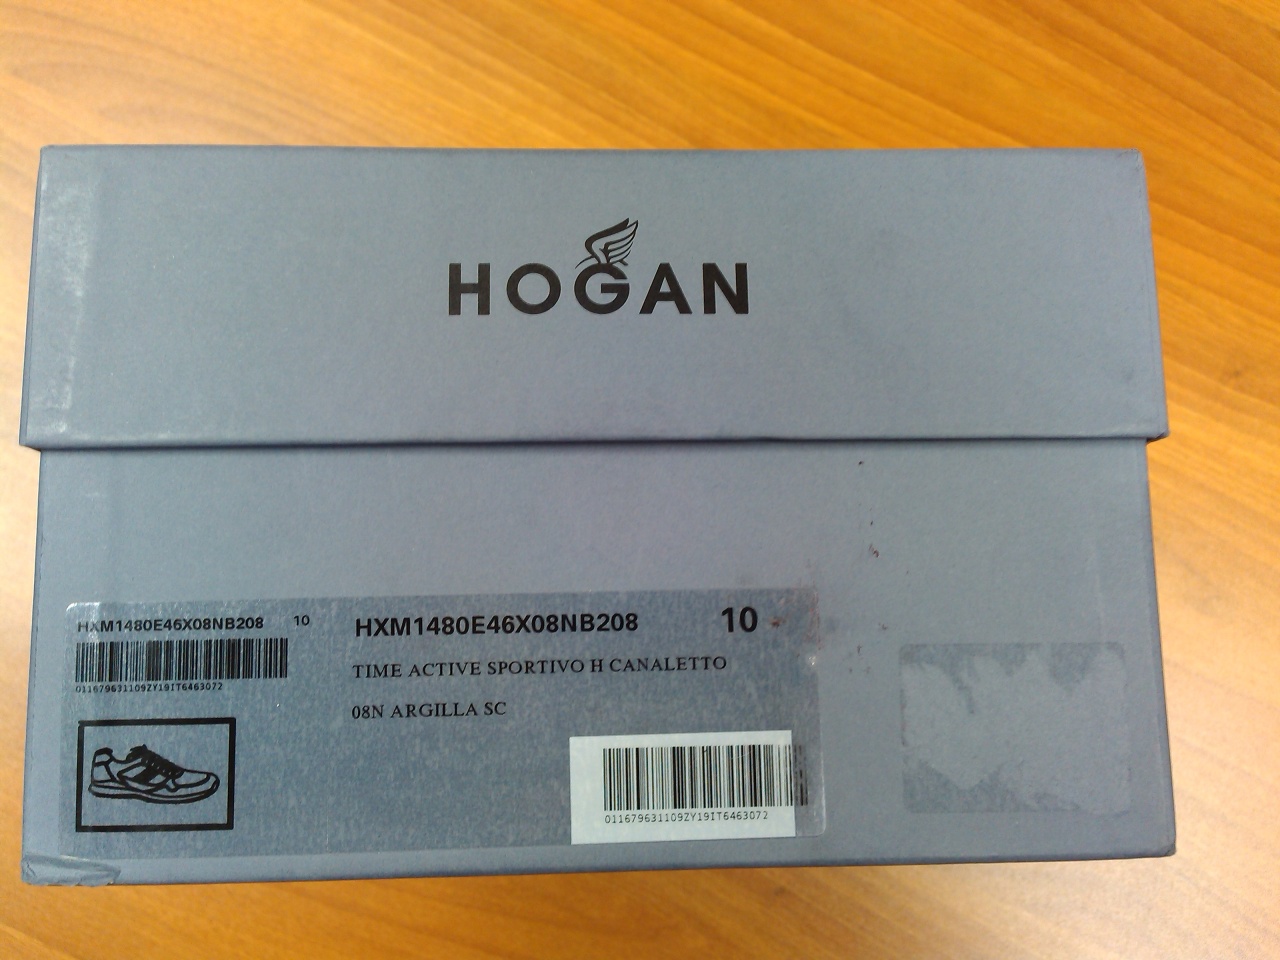 HOGAN
HXM1480E46X08NB208 10
011679631109ZY19IT6463072
HXM1480E46X08NB208 10
TIME ACTIVE SPORTIVO H CANALETTO
08N ARGILLA SC
011679631109ZY19IT6463072